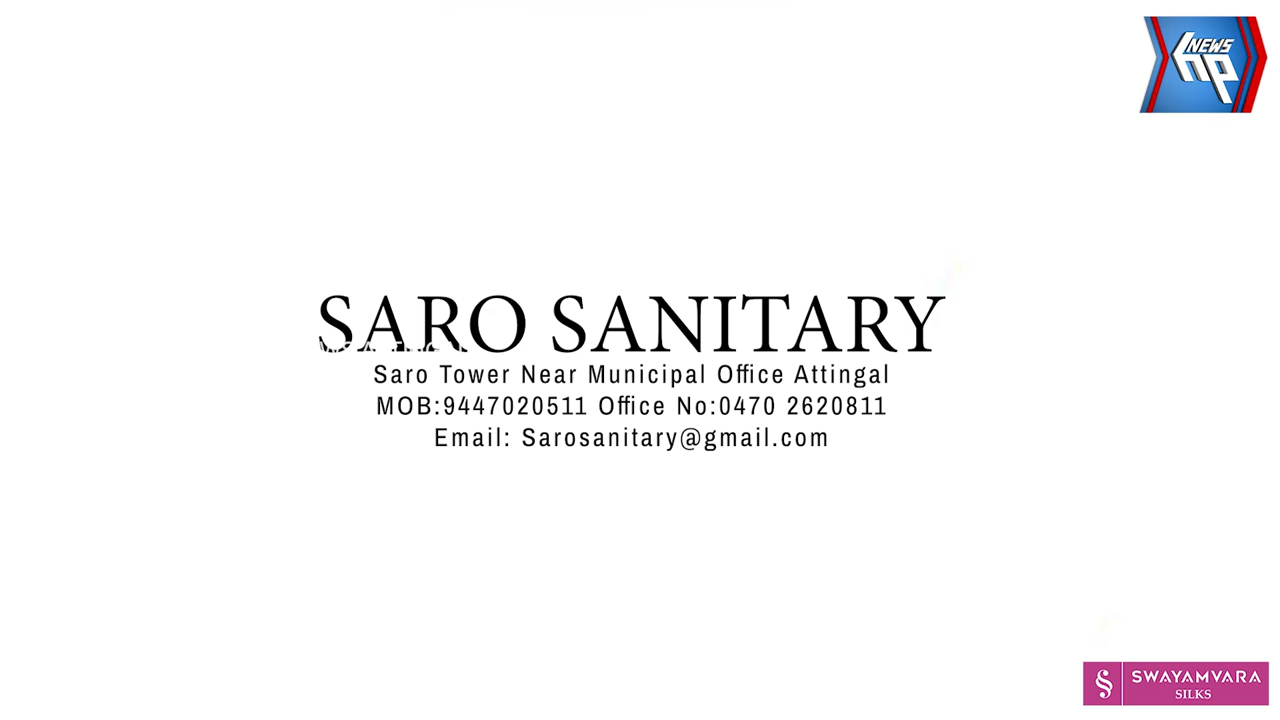 NEWS
hp
SARO SANITARY
Saro Tower Near Municipal Office Attingal
MOB:9447020511 Office No:0470 2620811
Email: Sarosanitary@gmail.com
SWAYAMVARA
SILKS